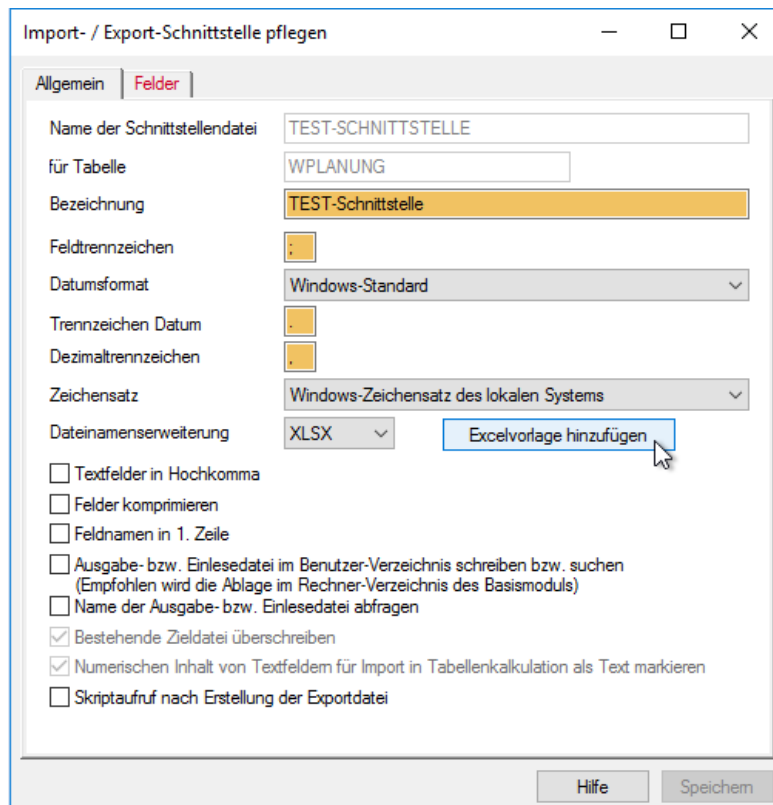 Import- / Export-Schnittstelle pflegen
Allgemein Felder
Name der Schnittstellendatei TEST-SCHNITTSTELLE
für Tabelle WPLANUNG
Bezeichnung TEST-Schnittstelle
Feldtrennzeichen ;
Datumsformat Windows-Standard
Trennzeichen Datum .
Dezimaltrennzeichen ,
Zeichensatz Windows-Zeichensatz des lokalen Systems
Dateinamenserweiterung XLSX Excelvorlage hinzufügen
Textfelder in Hochkomma
Felder komprimieren
Feldnamen in 1. Zeile
Ausgabe- bzw. Einlesedatei im Benutzer-Verzeichnis schreiben bzw. suchen
(Empfohlen wird die Ablage im Rechner-Verzeichnis des Basismoduls)
Name der Ausgabe- bzw. Einlesedatei abfragen
Bestehende Zieldatei überschreiben
Numerischen Inhalt von Textfeldern für Import in Tabellenkalkulation als Text markieren
Skriptaufruf nach Erstellung der Exportdatei
Hilfe Speichern